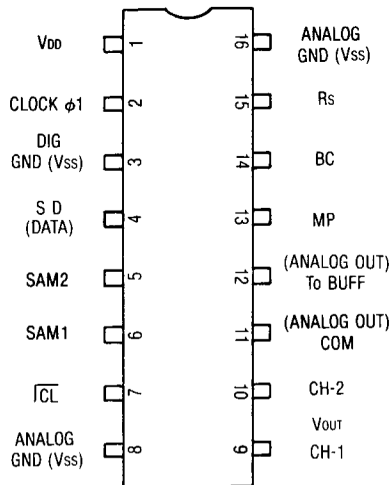 VDD 1
CLOCK φ1 2
DIG
GND (Vss) 3
S D
(DATA) 4
SAM2 5
SAM1 6
CL 7
ANALOG
GND (Vss) 8
16 ANALOG
GND (Vss)
15 Rs
14 BC
13 MP
12 (ANALOG OUT)
To BUFF
11 (ANALOG OUT)
COM
10 CH-2
VOUT
9 CH-1